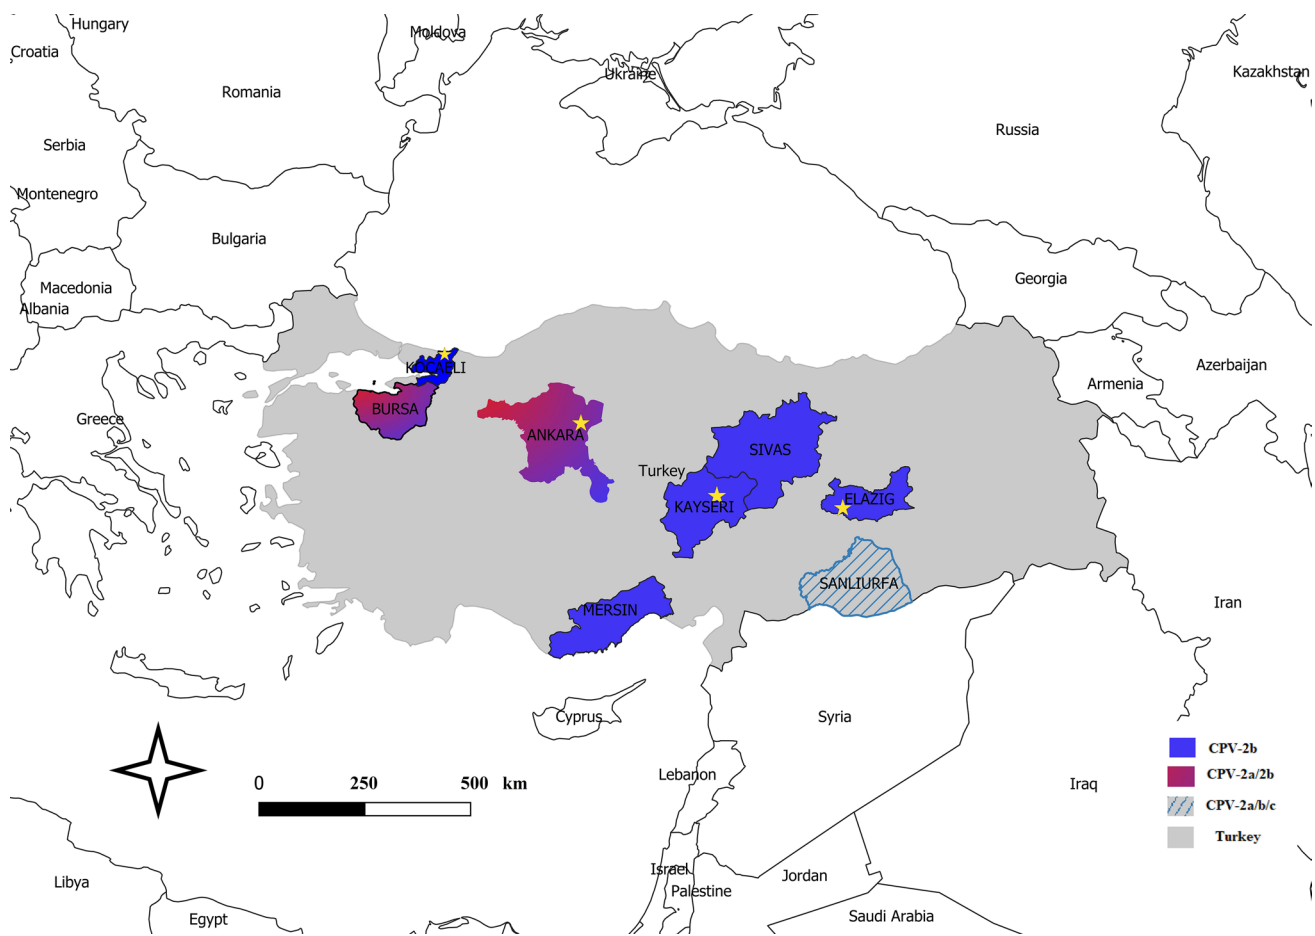 Hungary
Croatia
Moldova
Ukraine
Kazakhstan
Romania
Russia
Serbia
Montenegro
Bulgaria
Macedonia
Albania
Georgia
Azerbaijan
Armenia
KOCAELI
BURSA
Greece
ANKARA
SIVAS
Turkey
KAYSERI
ELAZIG
SANLIURFA
MERSIN
Iran
Cyprus
Syria
Lebanon
Iraq
0 250 500 km
CPV-2b
CPV-2a/2b
CPV-2a/b/c
Turkey
Israel
Palestine
Jordan
Libya
Egypt
Saudi Arabia